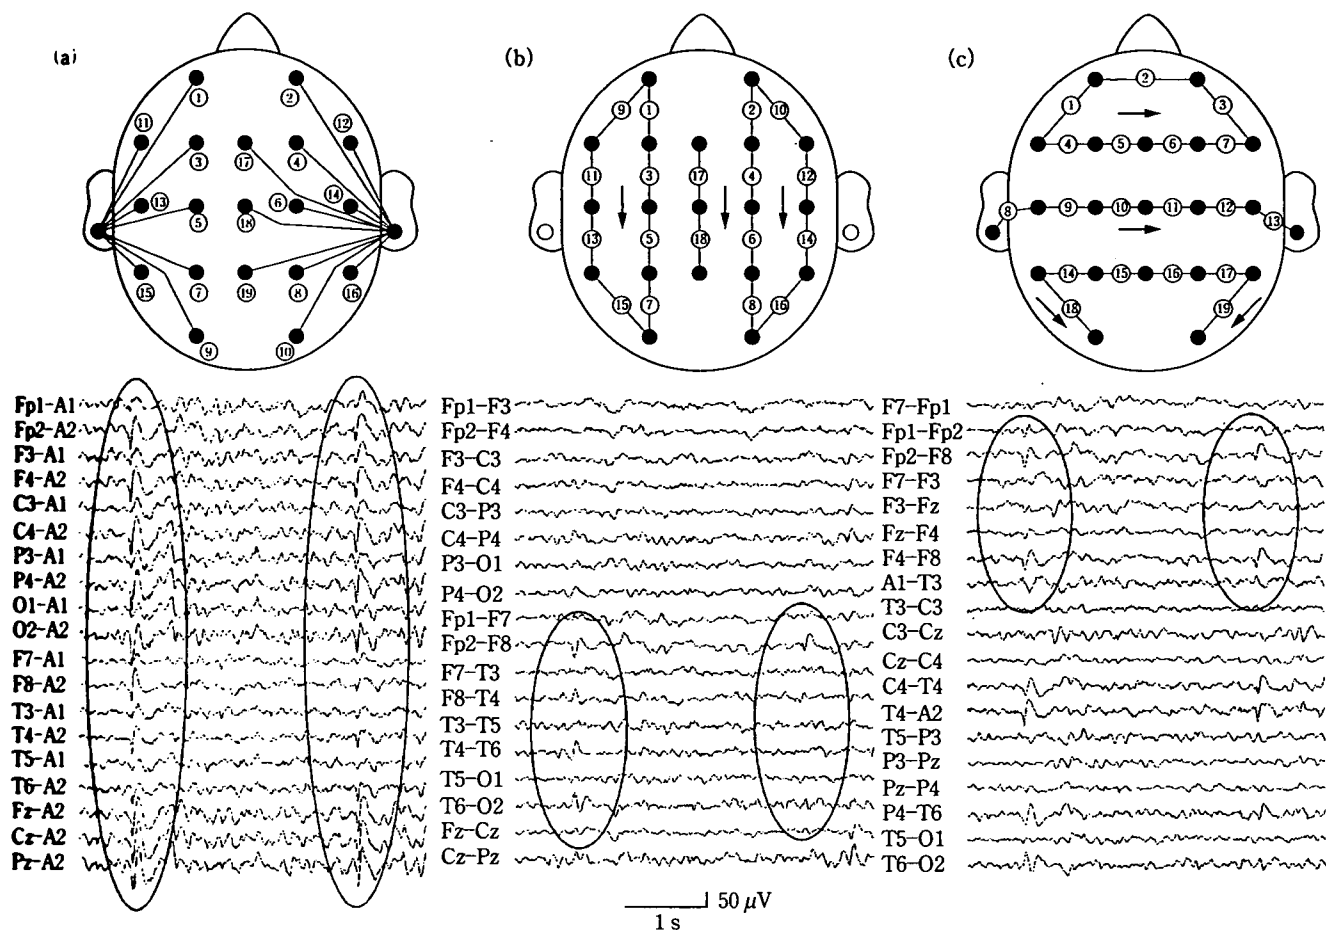 (a)
(b)
(c)
1
2
11
12
3
17
4
13
5
18
6
14
15
7
19
8
16
9
10
9
1
2
10
11
3
17
4
12
13
5
18
6
14
15
7
8
16
2
1
3
4
5
6
7
8
9
10
11
12
13
14
15
16
17
18
19
Fp1-A1
Fp2-A2
F3-A1
F4-A2
C3-A1
C4-A2
P3-A1
P4-A2
O1-A1
O2-A2
F7-A1
F8-A2
T3-A1
T4-A2
T5-A1
T6-A2
Fz-A2
Cz-A2
Pz-A2
Fp1-F3
Fp2-F4
F3-C3
F4-C4
C3-P3
C4-P4
P3-O1
P4-O2
Fp1-F7
Fp2-F8
F7-T3
F8-T4
T3-T5
T4-T6
T5-O1
T6-O2
Fz-Cz
Cz-Pz
F7-Fp1
Fp1-Fp2
Fp2-F8
F7-F3
F3-Fz
Fz-F4
F4-F8
A1-T3
T3-C3
C3-Cz
Cz-C4
C4-T4
T4-A2
T5-P3
P3-Pz
Pz-P4
P4-T6
T5-O1
T6-O2
50 μV
1 s